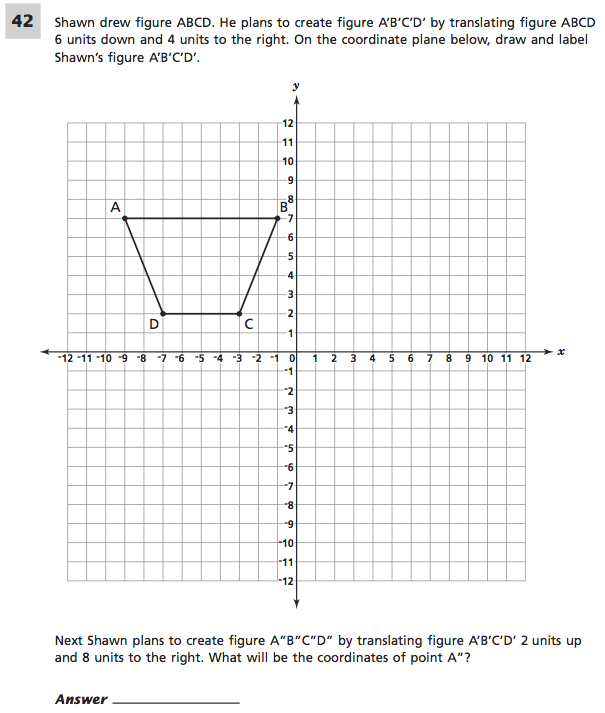 42
Shawn drew figure ABCD. He plans to create figure A'B'C'D' by translating figure ABCD
6 units down and 4 units to the right. On the coordinate plane below, draw and label
Shawn's figure A'B'C'D'.
y
12
11
10
9
A B 8
7
6
5
4
3
D C 2
1
-12 -11 -10 -9 -8 -7 -6 -5 -4 -3 -2 -1 0 1 2 3 4 5 6 7 8 9 10 11 12 x
-1
-2
-3
-4
-5
-6
-7
-8
-9
-10
-11
-12
Next Shawn plans to create figure A"B"C"D" by translating figure A'B'C'D' 2 units up
and 8 units to the right. What will be the coordinates of point A"?
Answer